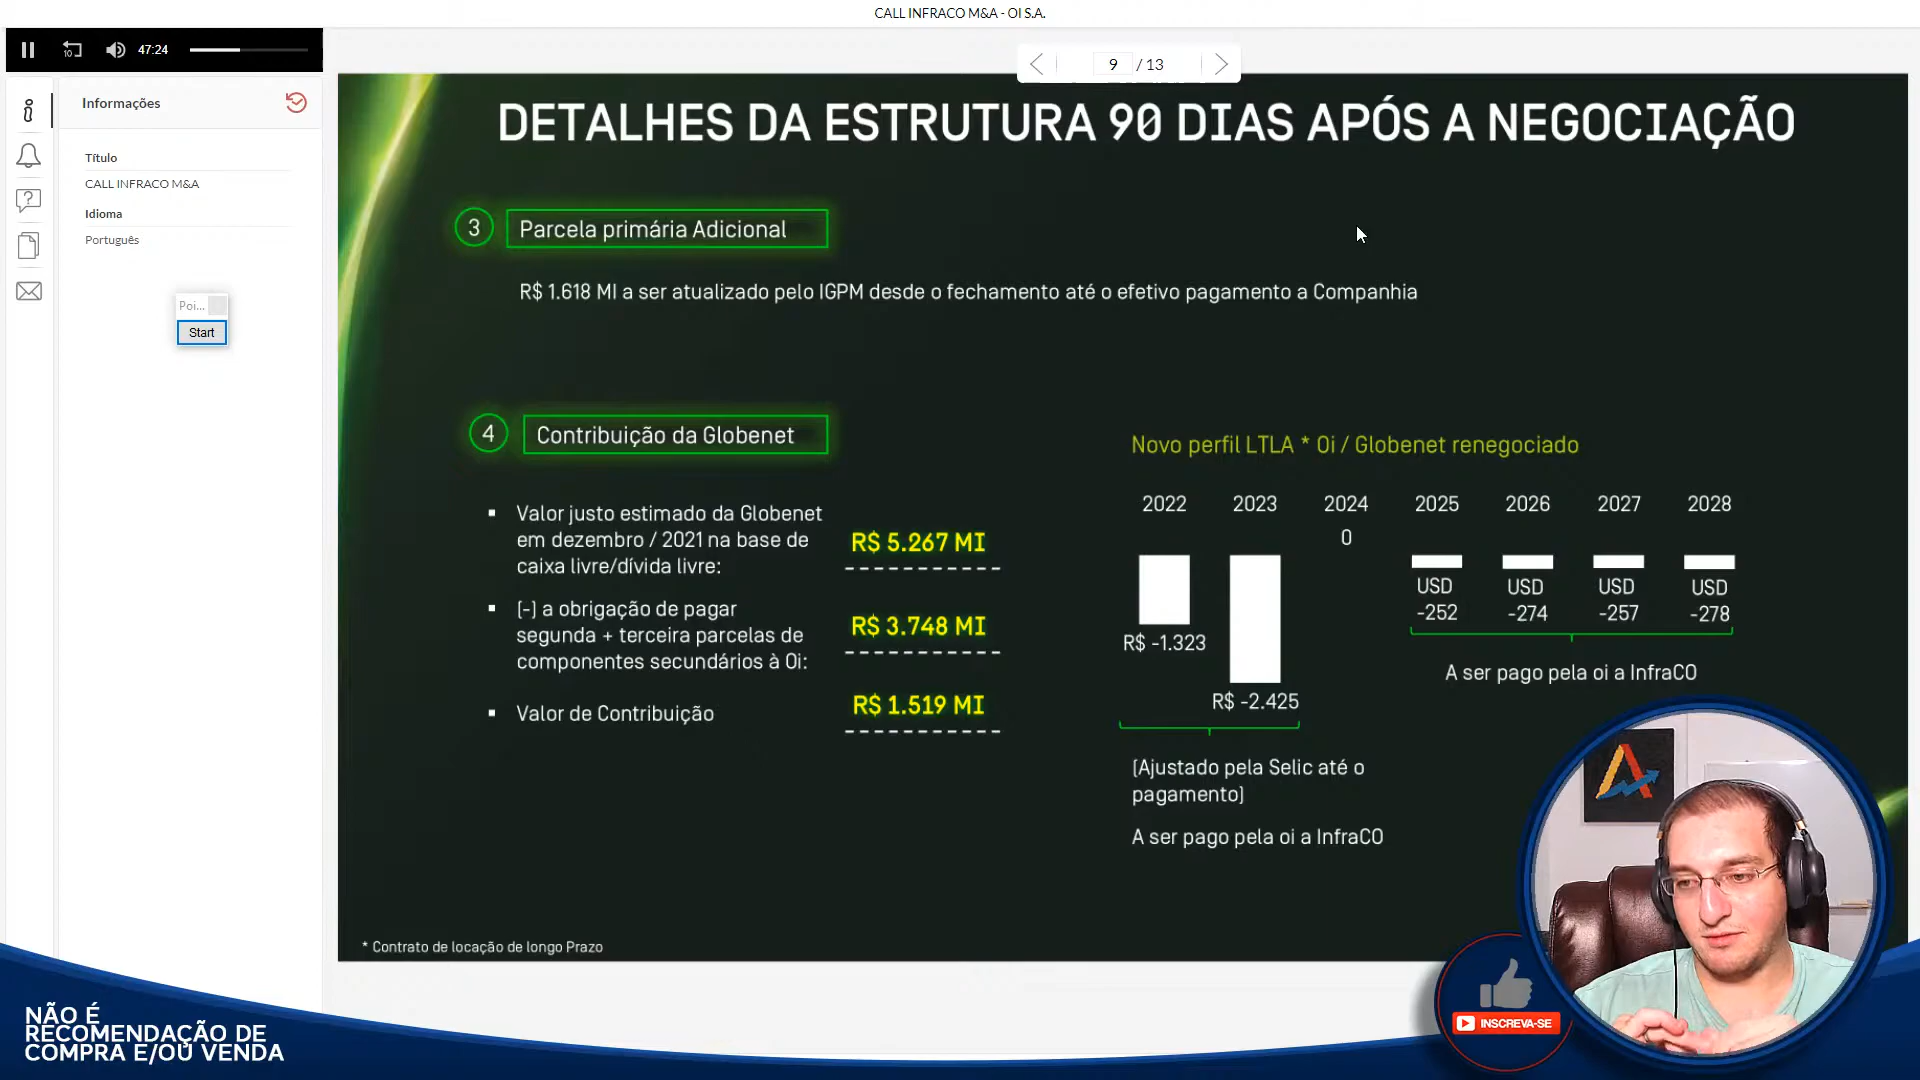 CALL INFRACO M&A - OI S.A.
10
47:24
9 / 13
Informações
Título
CALL INFRACO M&A
Idioma
Português
Poi...
Start
DETALHES DA ESTRUTURA 90 DIAS APÓS A NEGOCIAÇÃO
3 Parcela primária Adicional
R$ 1.618 MI a ser atualizado pelo IGPM desde o fechamento até o efetivo pagamento a Companhia
4 Contribuição da Globenet
▪ Valor justo estimado da Globenet
em dezembro / 2021 na base de
caixa livre/dívida livre:
R$ 5.267 MI
▪ (-) a obrigação de pagar
segunda + terceira parcelas de
componentes secundários à Oi:
R$ 3.748 MI
▪ Valor de Contribuição
R$ 1.519 MI
Novo perfil LTLA * Oi / Globenet renegociado
2022 2023 2024 2025 2026 2027 2028
0
USD USD USD USD
-252 -274 -257 -278
R$ -1.323
R$ -2.425
A ser pago pela oi a InfraCO
(Ajustado pela Selic até o
pagamento)
A ser pago pela oi a InfraCO
* Contrato de locação de longo Prazo
NÃO É
RECOMENDAÇÃO DE
COMPRA E/OU VENDA
INSCREVA-SE